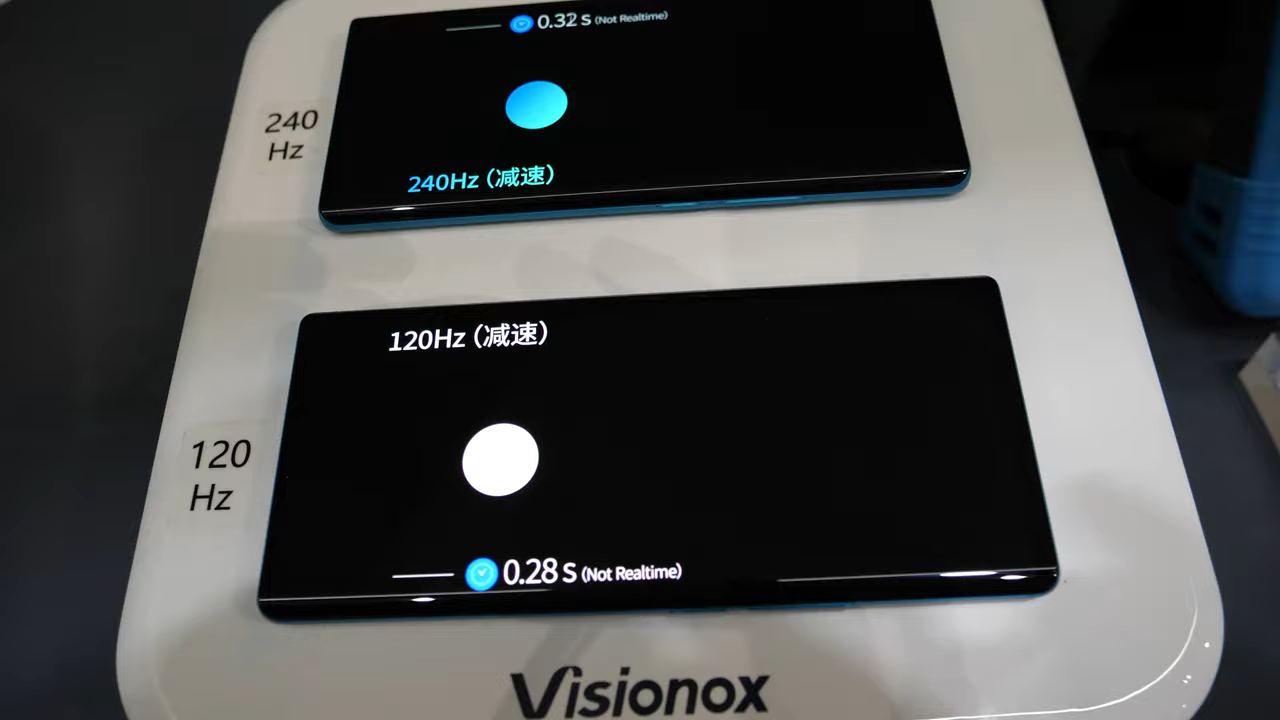 0.32 s (Not Realtime)
240
Hz
240Hz (减速)
120Hz (减速)
120
Hz
0.28 s (Not Realtime)
Visionox